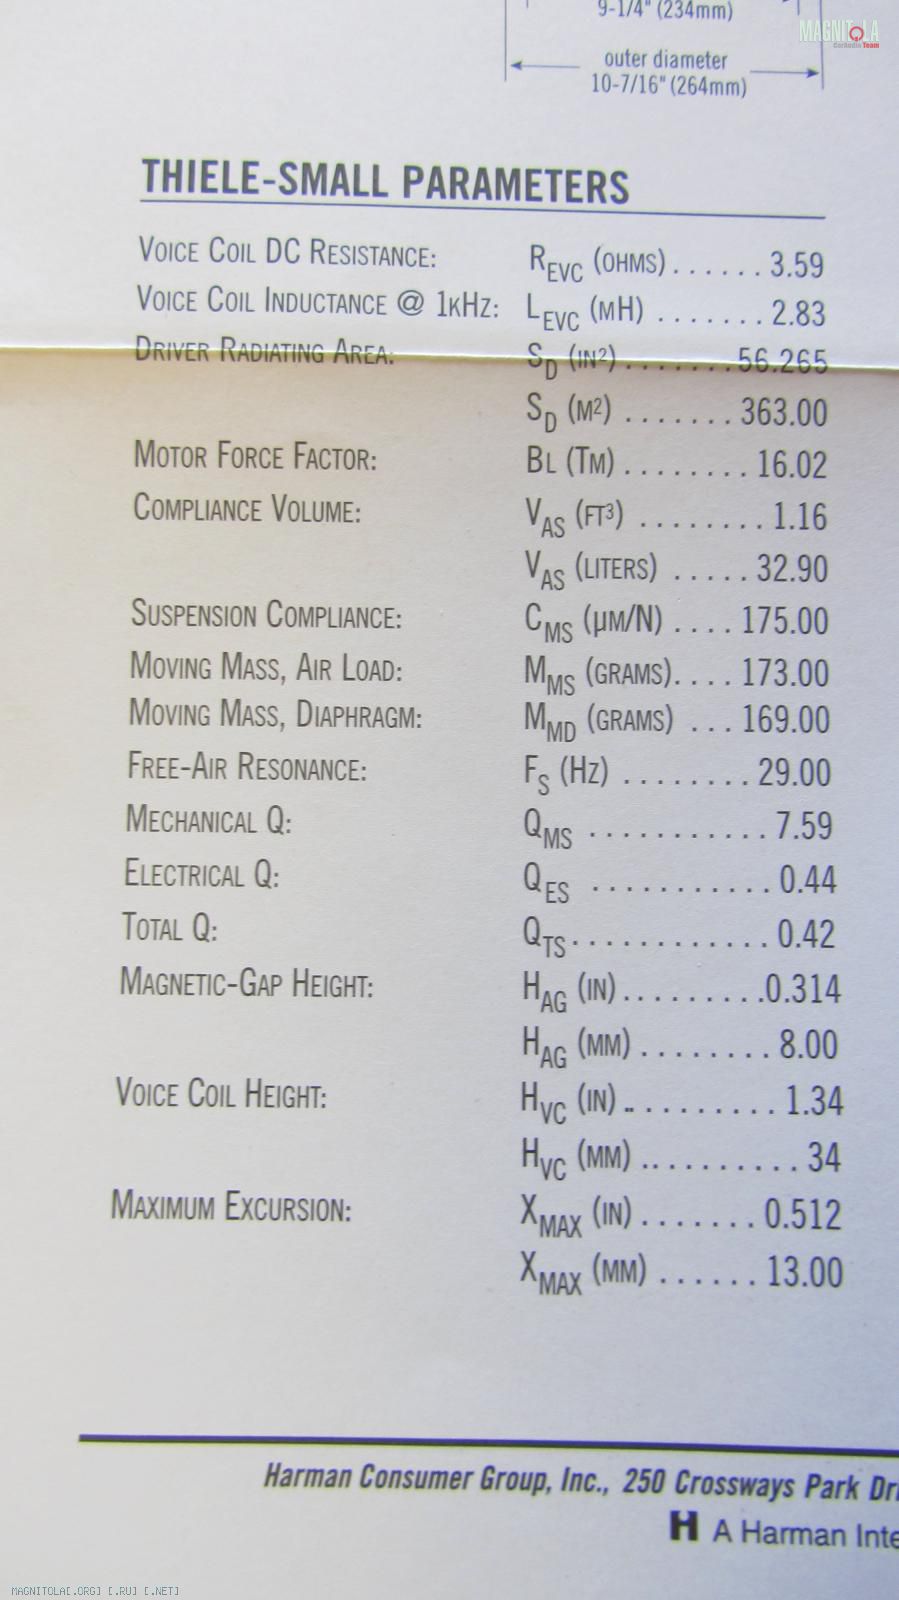 9-1/4" (234mm)
MAGNITOLA
CarAudio Team
outer diameter
10-7/16" (264mm)
THIELE-SMALL PARAMETERS
VOICE COIL DC RESISTANCE: REVC (OHMS) . . . . . . 3.59
VOICE COIL INDUCTANCE @ 1KHZ: LEVC (MH) . . . . . . . 2.83
DRIVER RADIATING AREA: SD (IN2) . . . . . . . 56.265
SD (M2) . . . . . . . 363.00
MOTOR FORCE FACTOR: BL (TM) . . . . . . . . 16.02
COMPLIANCE VOLUME: VAS (FT3) . . . . . . . . 1.16
VAS (LITERS) . . . . . 32.90
SUSPENSION COMPLIANCE: CMS (µM/N) . . . . 175.00
MOVING MASS, AIR LOAD: MMS (GRAMS). . . . 173.00
MOVING MASS, DIAPHRAGM: MMD (GRAMS) . . . 169.00
FREE-AIR RESONANCE: FS (HZ) . . . . . . . . 29.00
MECHANICAL Q: QMS . . . . . . . . . . . 7.59
ELECTRICAL Q: QES . . . . . . . . . . . 0.44
TOTAL Q: QTS. . . . . . . . . . . . 0.42
MAGNETIC-GAP HEIGHT: HAG (IN) . . . . . . . . .0.314
HAG (MM) . . . . . . . . 8.00
VOICE COIL HEIGHT: HVC (IN) .. . . . . . . . . 1.34
HVC (MM) .. . . . . . . . . 34
MAXIMUM EXCURSION: XMAX (IN) . . . . . . . 0.512
XMAX (MM) . . . . . . 13.00
Harman Consumer Group, Inc., 250 Crossways Park Dri
H A Harman Inte
MAGNITOLA[.ORG] [.RU] [.NET]